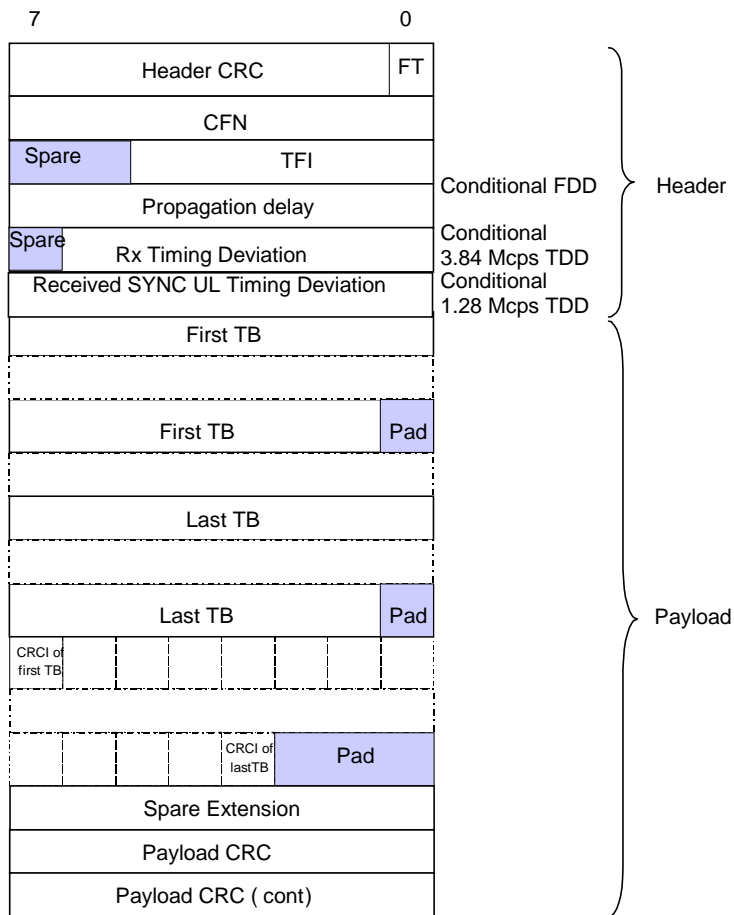 7 0
Header CRC FT
CFN
Spare TFI
Conditional FDD
Header
Propagation delay
Spare Rx Timing Deviation
Conditional
3.84 Mcps TDD
Received SYNC UL Timing Deviation
Conditional
1.28 Mcps TDD
First TB
First TB Pad
Last TB
Last TB Pad
Payload
CRCI of
first TB
CRCI of
lastTB
Pad
Spare Extension
Payload CRC
Payload CRC ( cont)